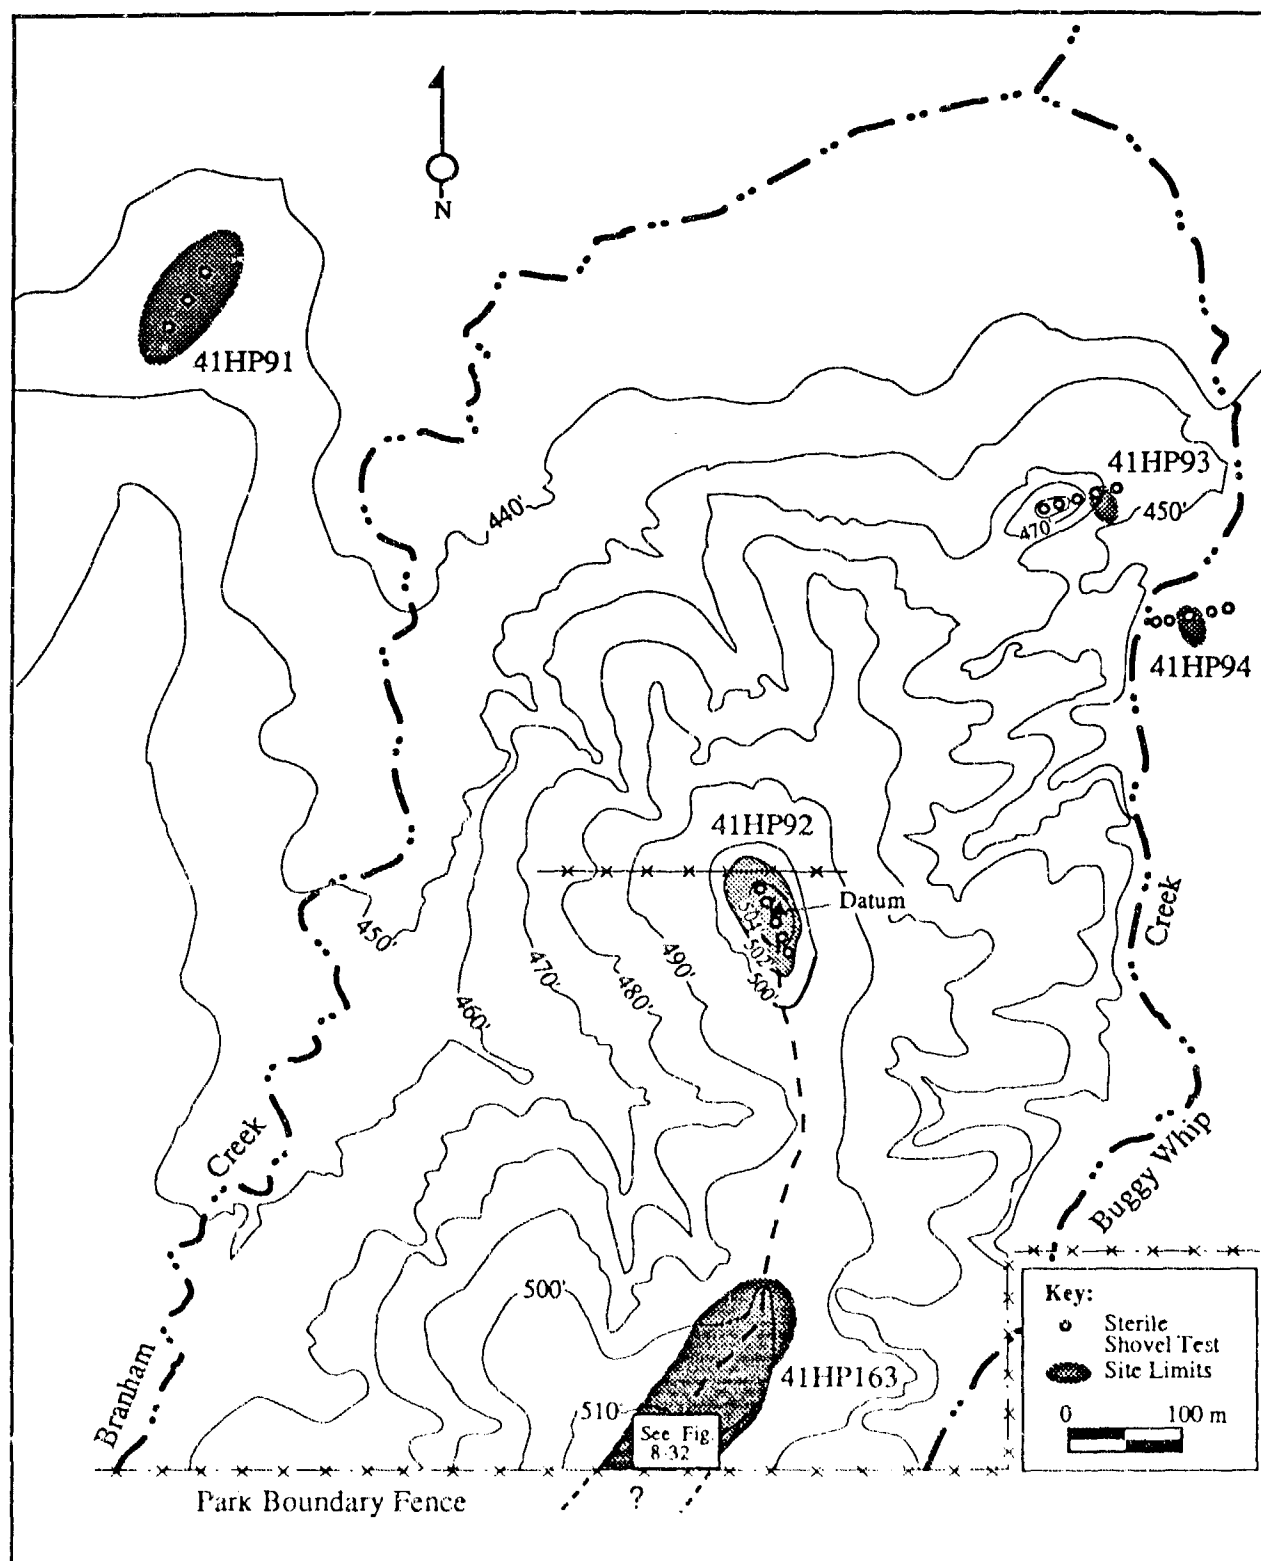 N
41HP91
440'
41HP93
470'
450'
41HP94
41HP92
Datum
504'
502'
500'
490'
480'
470'
460'
450'
Creek
Buggy Whip
Creek
Branham
500'
510
41HP163
See Fig.
8-32
?
Park Boundary Fence
Key:
Sterile
Shovel Test
Site Limits
0 100 m